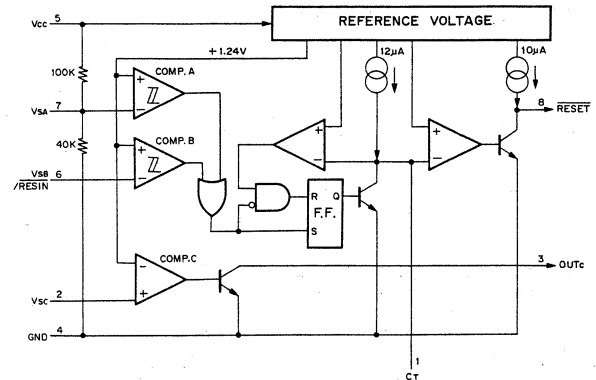 REFERENCE VOLTAGE
Vcc 5
+1.24V
12μA
10μA
100K
COMP. A
+
−
VSA 7
8 RESET
40K
COMP. B
+
−
+
−
+
−
VSB 6
/RESIN
R Q
F.F.
S
COMP. C
−
+
3 OUTc
VSC 2
GND 4
1
CT